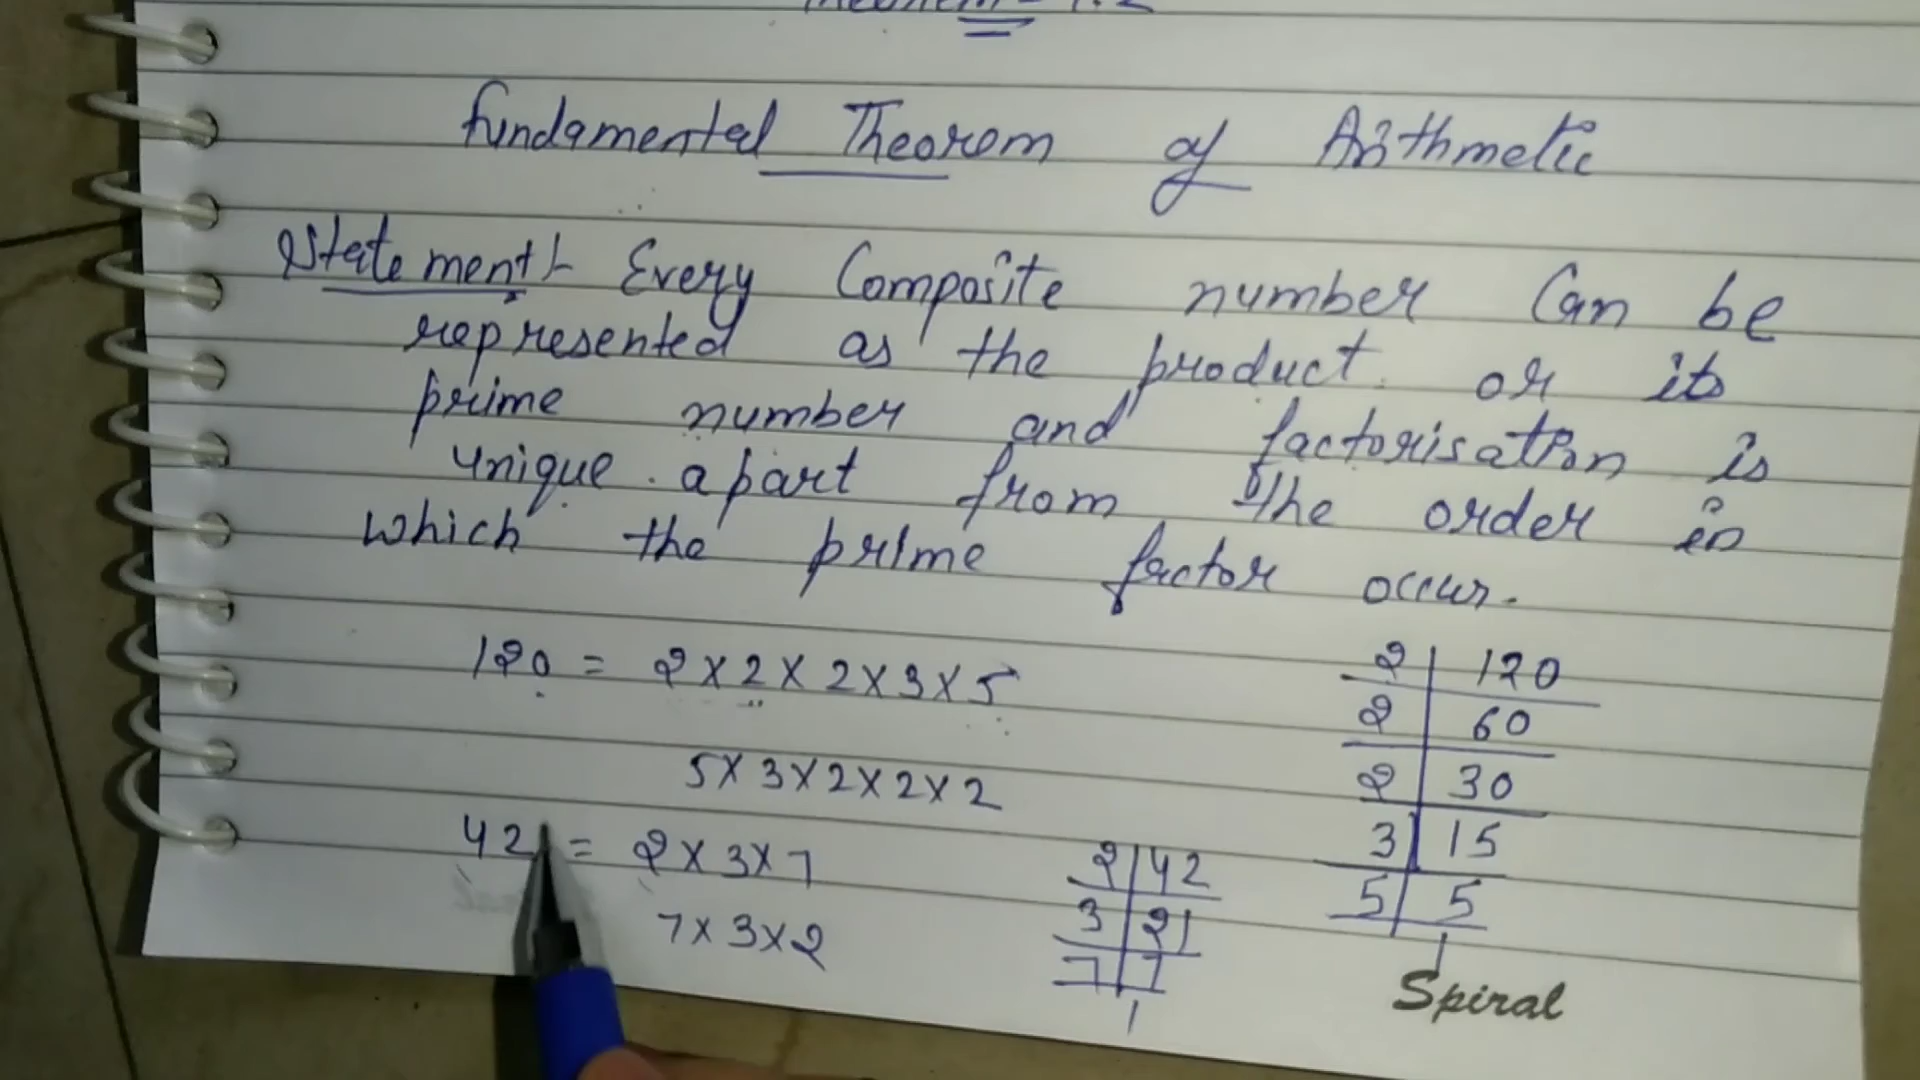 Theorem - 1.2
Fundamental Theorem of Arithmetic
Statement :- Every Composite number Can be
represented as the product or its
prime number and factorisation is
unique. apart from the order in
which the prime factor occur.
120 = 2 x 2 x 2 x 3 x 5
5 x 3 x 2 x 2 x 2
42 = 2 x 3 x 7
7 x 3 x 2
2 | 42
3 | 21
7 | 7
1
2 | 120
2 | 60
2 | 30
3 | 15
5 | 5
1
Spiral